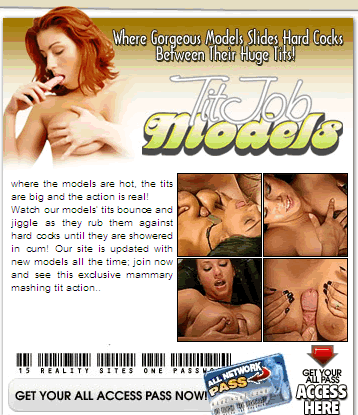 Where Gorgeous Models Slides Hard Cocks
Between Their Huge Tits!
TitJob
Models
where the models are hot, the tits
are big and the action is real!
Watch our models' tits bounce and
jiggle as they rub them against
hard cocks until they are showered
in cum! Our site is updated with
new models all the time; join now
and see this exclusive mammary
mashing tit action..
15 REALITY SITES ONE PASSWORD
GET YOUR ALL ACCESS PASS NOW!
ALL NETWORK
PASS
GET YOUR
ALL PASS
ACCESS
HERE